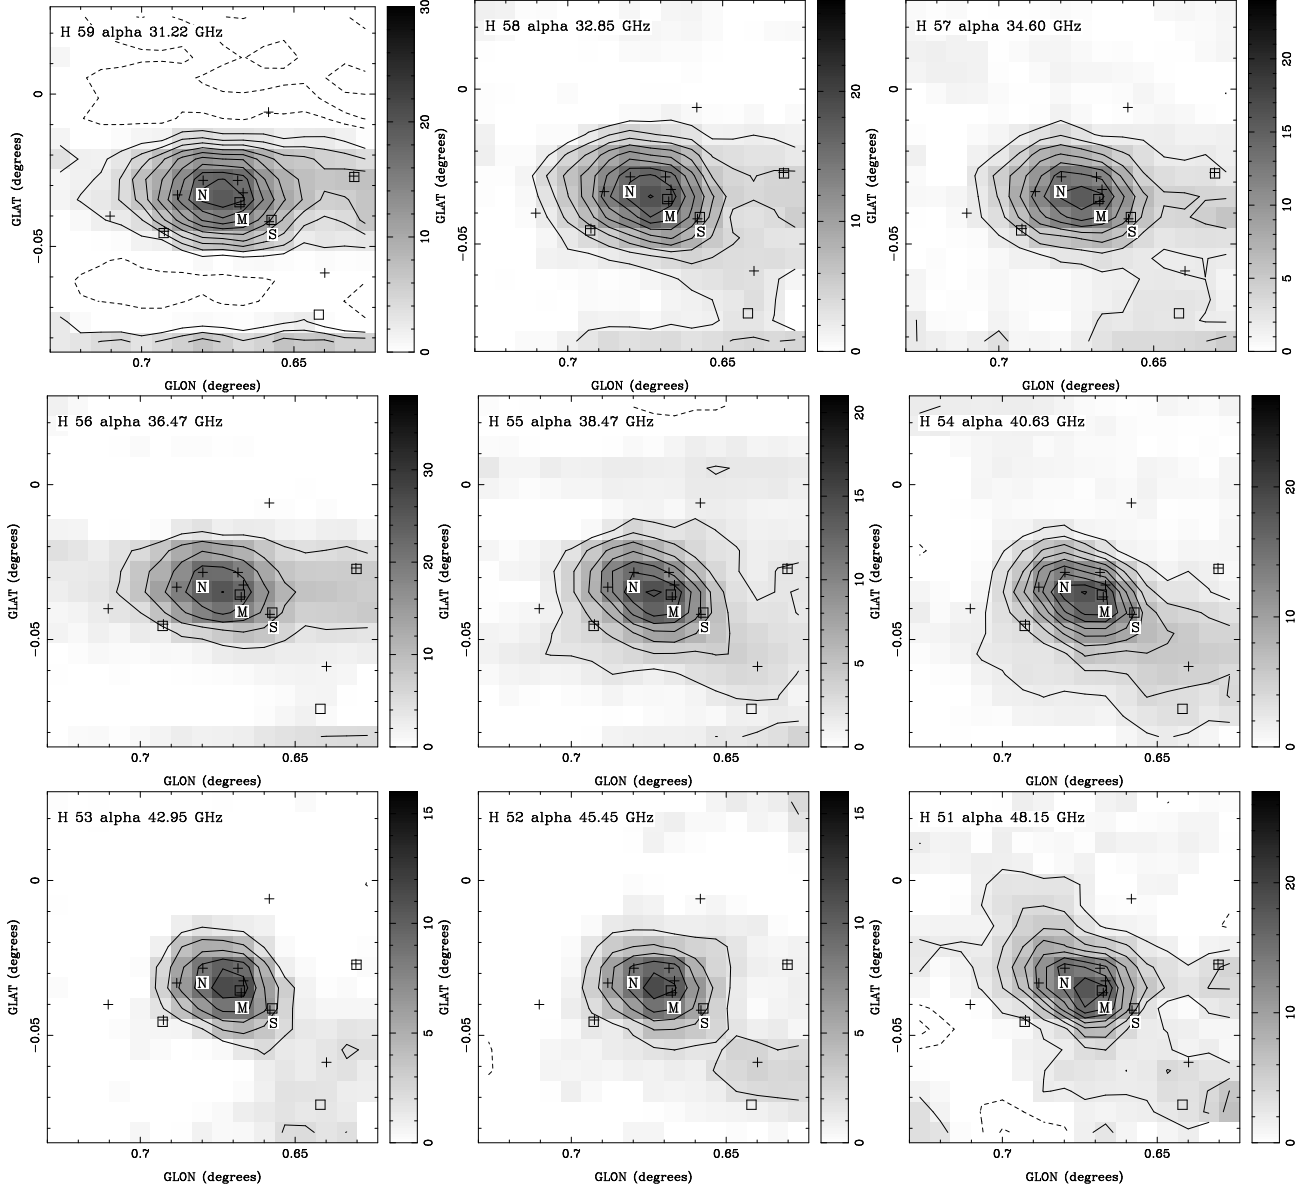 H 59 alpha 31.22 GHz
GLAT (degrees)
0
−0.05
N
M
S
0.7
0.65
GLON (degrees)
0
10
20
30
H 58 alpha 32.85 GHz
GLAT (degrees)
0
−0.05
N
M
S
0.7
0.65
GLON (degrees)
0
10
20
H 57 alpha 34.60 GHz
GLAT (degrees)
0
−0.05
N
M
S
0.7
0.65
GLON (degrees)
0
10
20
H 56 alpha 36.47 GHz
GLAT (degrees)
0
−0.05
N
M
S
0.7
0.65
GLON (degrees)
0
10
20
30
H 55 alpha 38.47 GHz
GLAT (degrees)
0
−0.05
N
M
S
0.7
0.65
GLON (degrees)
0
5
10
15
20
H 54 alpha 40.63 GHz
GLAT (degrees)
0
−0.05
N
M
S
0.7
0.65
GLON (degrees)
0
10
20
H 53 alpha 42.95 GHz
GLAT (degrees)
0
−0.05
N
M
S
0.7
0.65
GLON (degrees)
0
5
10
15
H 52 alpha 45.45 GHz
GLAT (degrees)
0
−0.05
N
M
S
0.7
0.65
GLON (degrees)
0
5
10
15
H 51 alpha 48.15 GHz
GLAT (degrees)
0
−0.05
N
M
S
0.7
0.65
GLON (degrees)
0
10
20